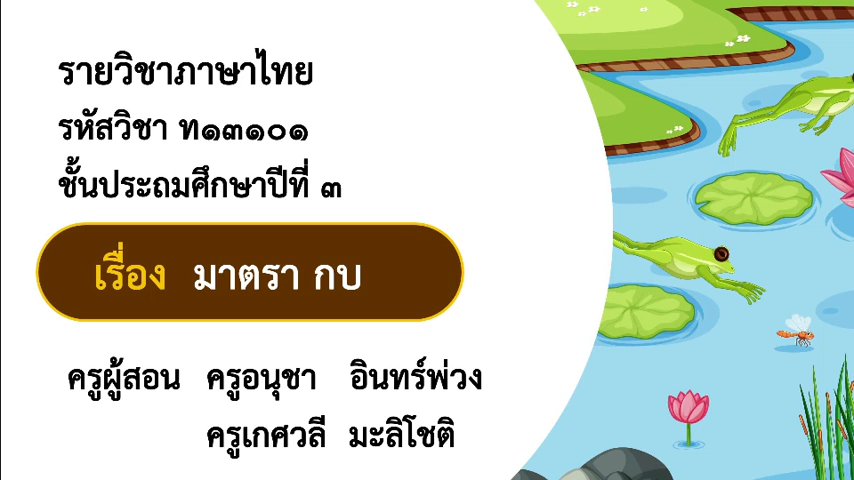 รายวิชาภาษาไทย
รหัสวิชา ท๑๓๑๐๑
ชั้นประถมศึกษาปีที่ ๓
เรื่อง มาตรา กบ
ครูผู้สอน ครูอนุชา อินทร์พ่วง
ครูเกศวลี มะลิโชติ